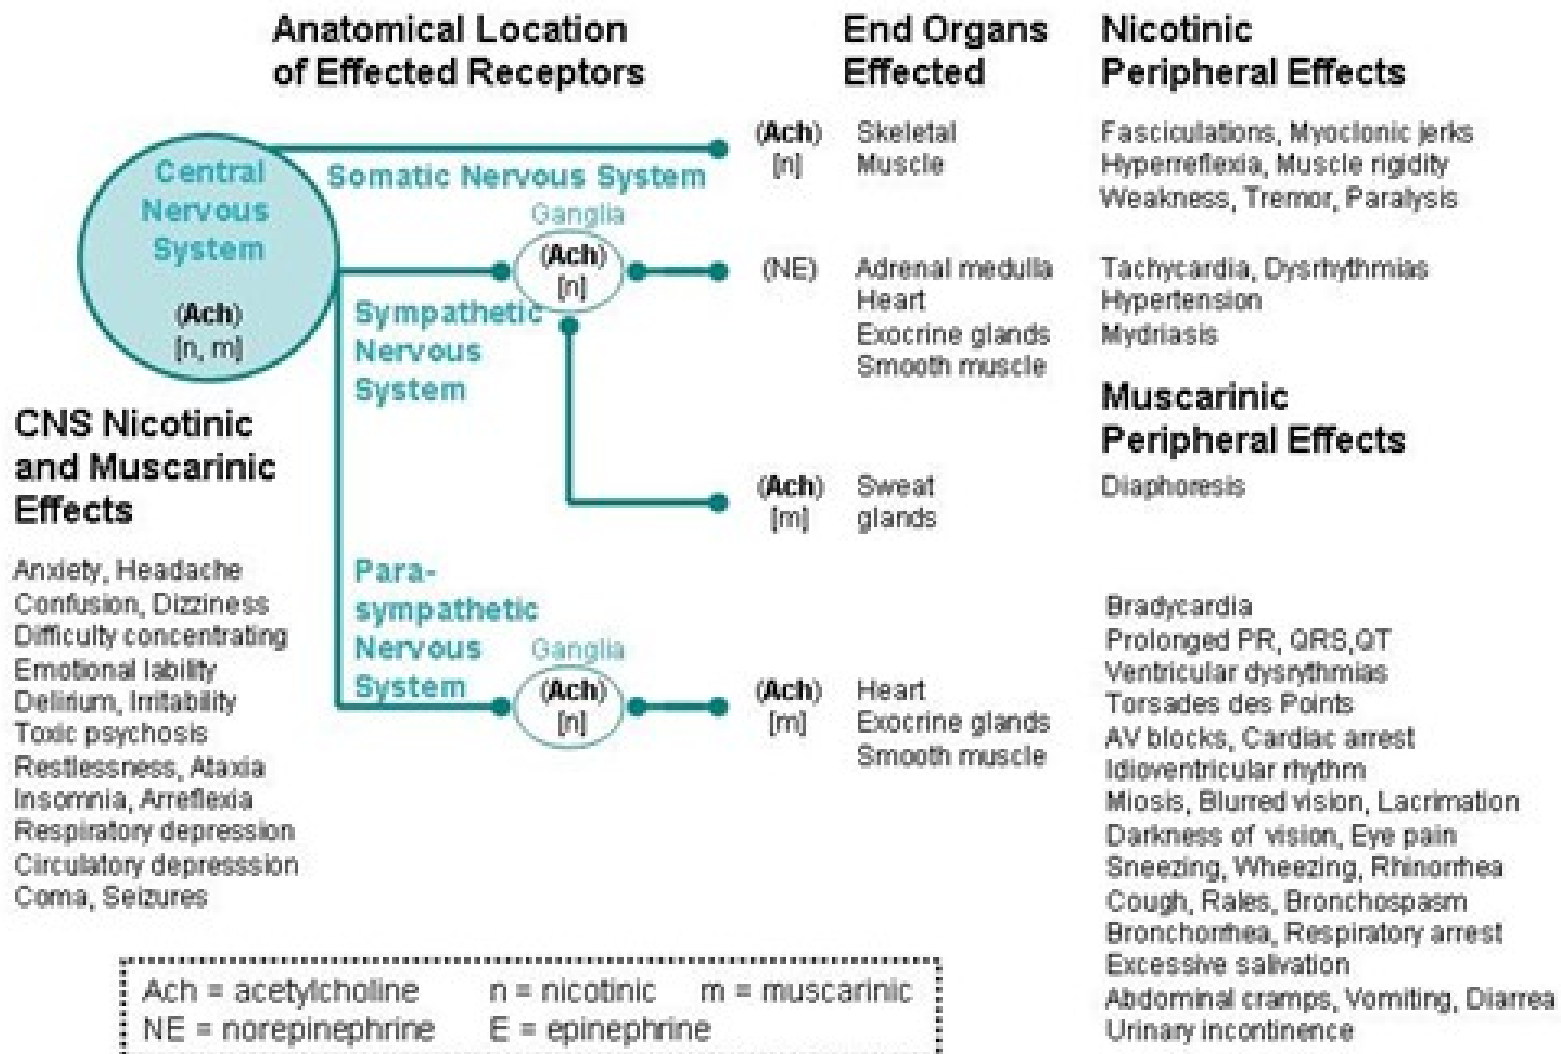 Anatomical Location
of Effected Receptors
End Organs
Effected
Nicotinic
Peripheral Effects
Central
Nervous
System
(Ach)
[n, m]
Somatic Nervous System
(Ach)
[n]
Skeletal
Muscle
Fasciculations, Myoclonic jerks
Hyperreflexia, Muscle rigidity
Weakness, Tremor, Paralysis
Ganglia
(Ach)
[n]
Sympathetic
Nervous
System
(NE)
Adrenal medulla
Heart
Exocrine glands
Smooth muscle
Tachycardia, Dysrhythmias
Hypertension
Mydriasis
Muscarinic
Peripheral Effects
(Ach)
[m]
Sweat
glands
Diaphoresis
CNS Nicotinic
and Muscarinic
Effects
Anxiety, Headache
Confusion, Dizziness
Difficulty concentrating
Emotional lability
Delirium, Irritability
Toxic psychosis
Restlessness, Ataxia
Insomnia, Arreflexia
Respiratory depression
Circulatory depresssion
Coma, Seizures
Para-
sympathetic
Nervous
System
Ganglia
(Ach)
[n]
(Ach)
[m]
Heart
Exocrine glands
Smooth muscle
Bradycardia
Prolonged PR, QRS,QT
Ventricular dysrythmias
Torsades des Points
AV blocks, Cardiac arrest
Idioventricular rhythm
Miosis, Blurred vision, Lacrimation
Darkness of vision, Eye pain
Sneezing, Wheezing, Rhinorrhea
Cough, Rales, Bronchospasm
Bronchorrhea, Respiratory arrest
Excessive salivation
Abdominal cramps, Vomiting, Diarrea
Urinary incontinence
Ach = acetylcholine n = nicotinic m = muscarinic
NE = norepinephrine E = epinephrine